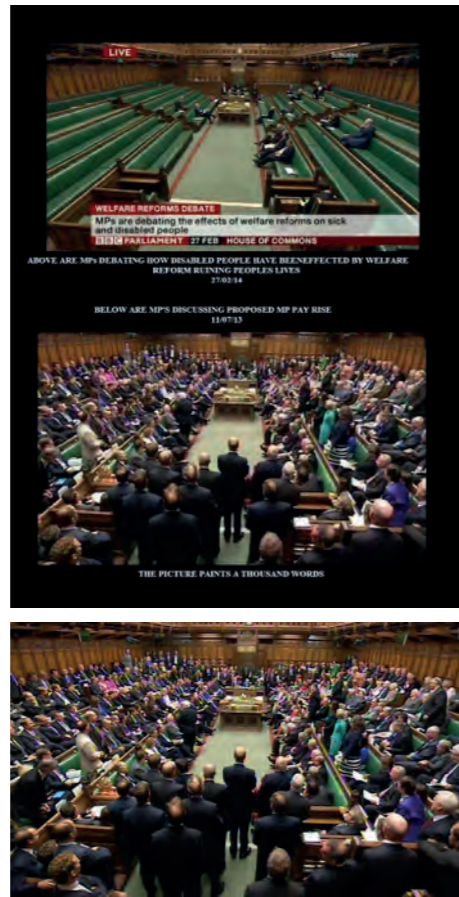 LIVE
WELFARE REFORMS DEBATE
MPs are debating the effects of welfare reforms on sick
and disabled people
BBC PARLIAMENT 27 FEB HOUSE OF COMMONS
ABOVE ARE MPs DEBATING HOW DISABLED PEOPLE HAVE BEENEFFECTED BY WELFARE
REFORM RUINING PEOPLES LIVES
27/02/14
BELOW ARE MP'S DISCUSSING PROPOSED MP PAY RISE
11/07/13
THE PICTURE PAINTS A THOUSAND WORDS